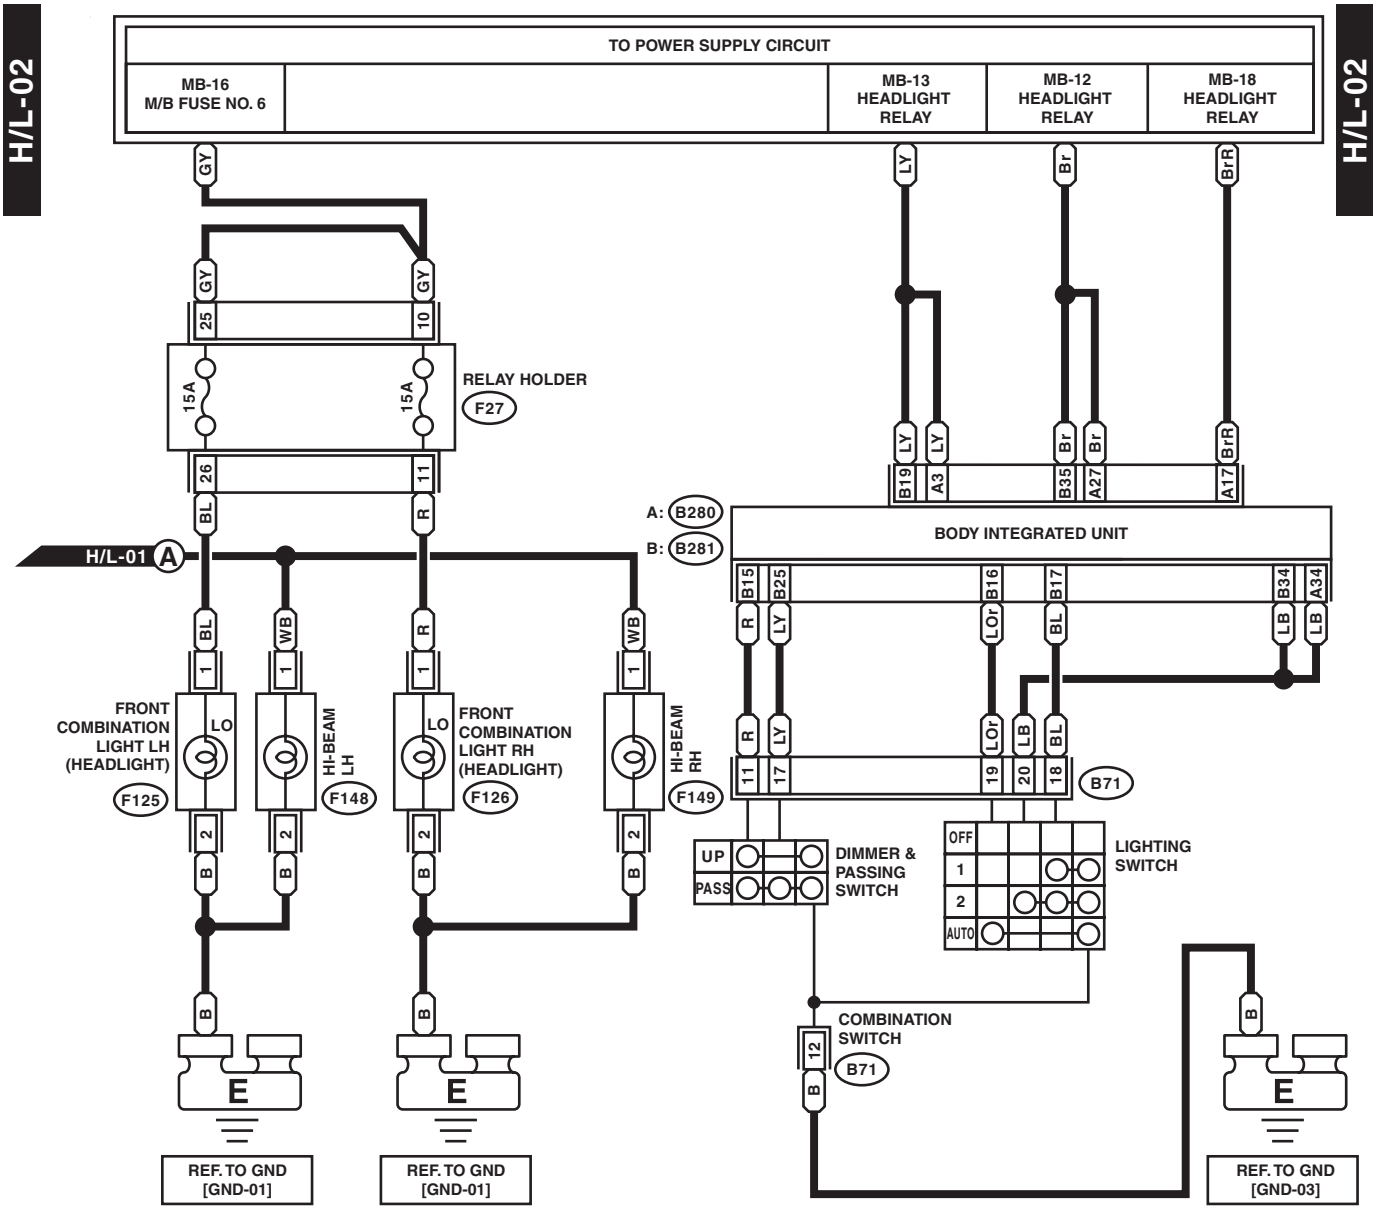 H/L-02
H/L-02
TO POWER SUPPLY CIRCUIT
MB-16
M/B FUSE NO. 6
MB-13
HEADLIGHT
RELAY
MB-12
HEADLIGHT
RELAY
MB-18
HEADLIGHT
RELAY
GY
LY
Br
BrR
GY
GY
25
10
15A
15A
RELAY HOLDER
F27
26
11
BL
R
LY
LY
Br
Br
BrR
B19
A3
B35
A27
A17
A: B280
B: B281
BODY INTEGRATED UNIT
H/L-01 A
B15
B25
B16
B17
B34
A34
R
LY
LOr
BL
LB
LB
BL
WB
R
WB
1
1
1
1
FRONT
COMBINATION
LIGHT LH
(HEADLIGHT)
F125
LO
HI-BEAM
LH
F148
LO
FRONT
COMBINATION
LIGHT RH
(HEADLIGHT)
F126
HI-BEAM
RH
F149
R
LY
LOr
LB
BL
11
17
19
20
18
B71
2
2
2
2
B
B
B
B
UP
PASS
DIMMER &
PASSING
SWITCH
OFF
1
2
AUTO
LIGHTING
SWITCH
B
B
COMBINATION
SWITCH
12
B71
B
B
E
E
E
REF. TO GND
[GND-01]
REF. TO GND
[GND-01]
REF. TO GND
[GND-03]